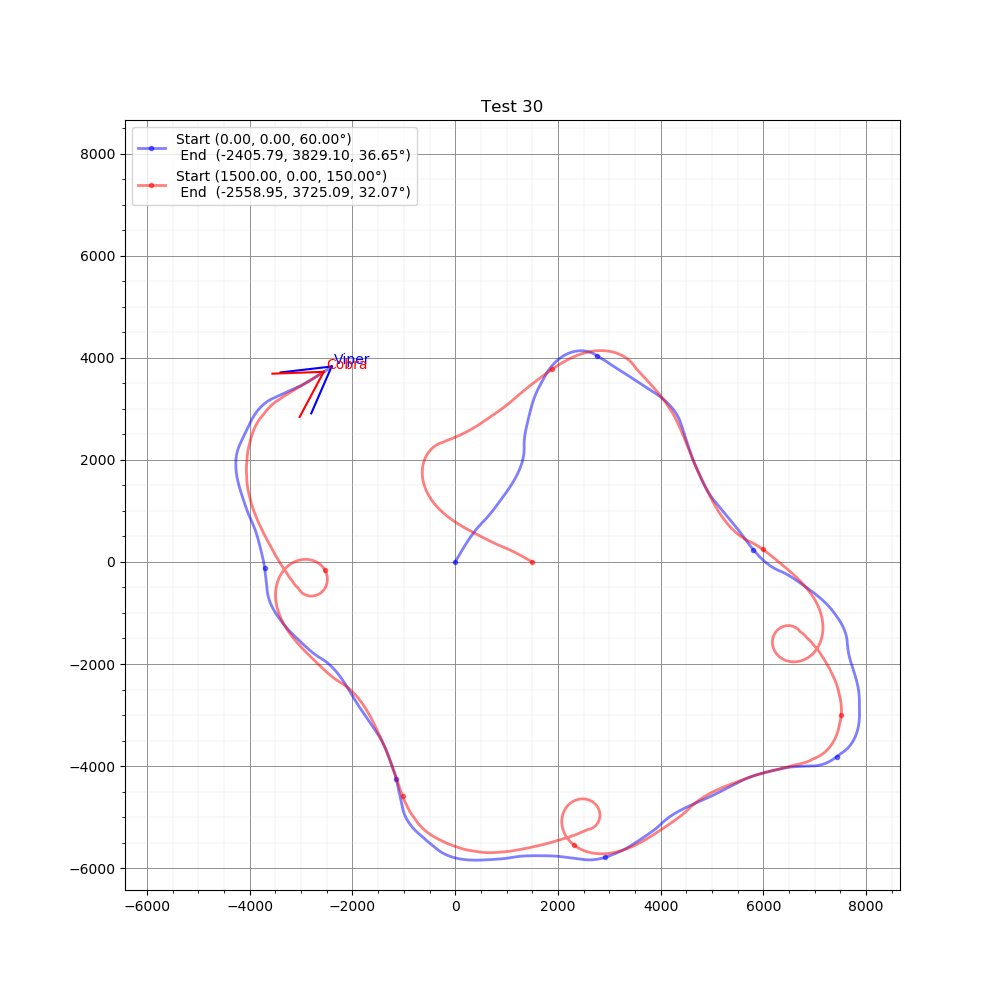 Test 30
Start (0.00, 0.00, 60.00°)
End (-2405.79, 3829.10, 36.65°)
Start (1500.00, 0.00, 150.00°)
End (-2558.95, 3725.09, 32.07°)
8000
6000
4000
2000
0
−2000
−4000
−6000
Viper
Cobra
−6000 −4000 −2000 0 2000 4000 6000 8000